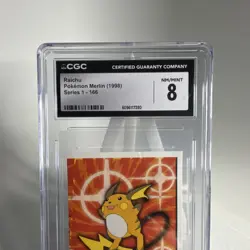 CGC
CERTIFIED GUARANTY COMPANY
Raichu
Pokémon Merlin (1999)
Series 1 - 166
NM/MINT
8